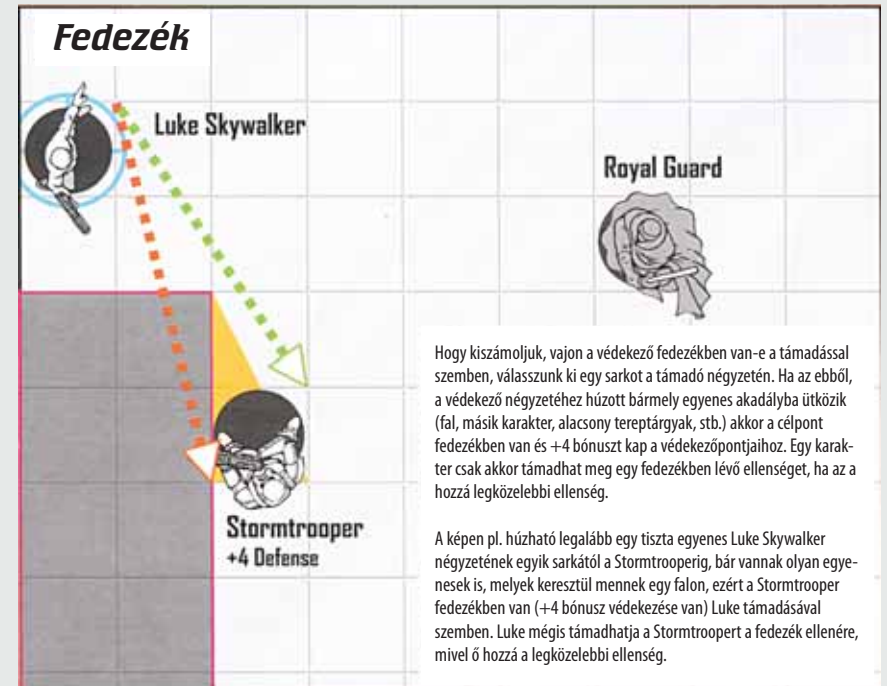 Fedezék
Luke Skywalker
Royal Guard
Stormtrooper
+4 Defense
Hogy kiszámoljuk, vajon a védekező fedezékben van-e a támadással
szemben, válasszunk ki egy sarkot a támadó négyzetén. Ha az ebből,
a védekező négyzetéhez húzott bármely egyenes akadályba ütközik
(fal, másik karakter, alacsony tereptárgyak, stb.) akkor a célpont
fedezékben van és +4 bónuszt kap a védekezőpontjaihoz. Egy karak-
ter csak akkor támadhat meg egy fedezékben lévő ellenséget, ha az a
hozzá legközelebbi ellenség.
A képen pl. húzható legalább egy tiszta egyenes Luke Skywalker
négyzetének egyik sarkától a Stormtrooperig, bár vannak olyan egye-
nesek is, melyek keresztül mennek egy falon, ezért a Stormtrooper
fedezékben van (+4 bónusz védekezése van) Luke támadásával
szemben. Luke mégis támadhatja a Stormtroopert a fedezék ellenére,
mivel ő hozzá a legközelebbi ellenség.